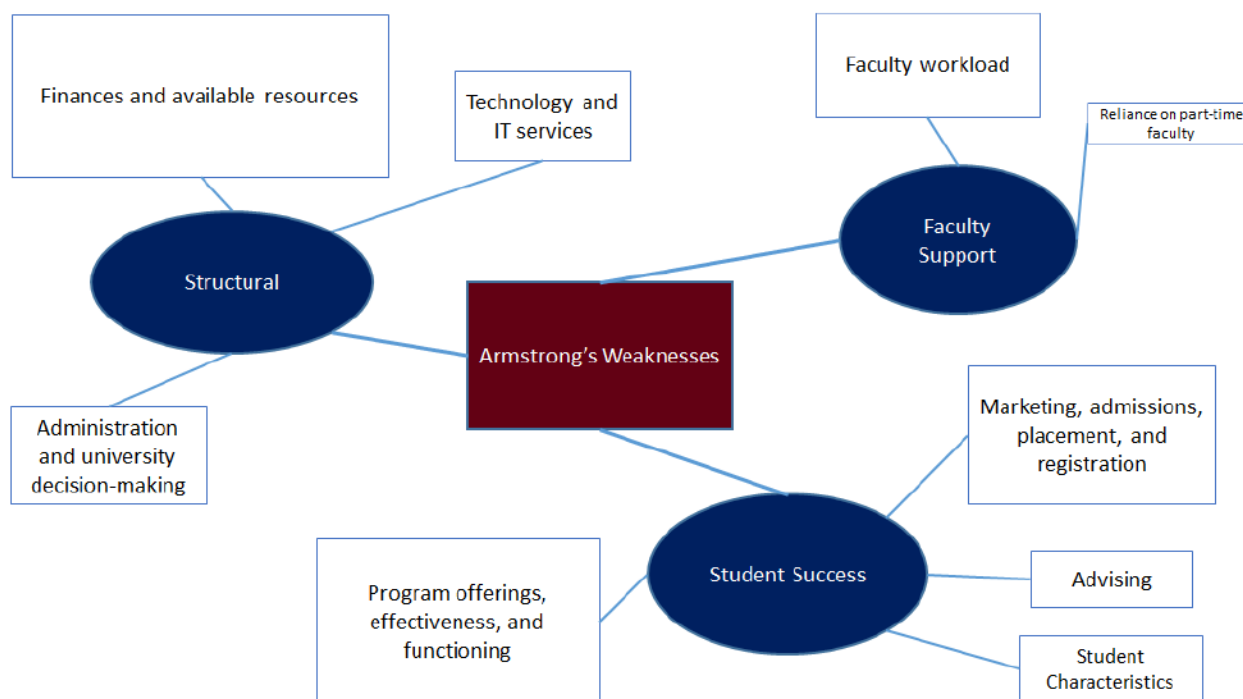 Finances and available resources
Technology and
IT services
Faculty workload
Reliance on part-time
faculty
Faculty
Support
Structural
Armstrong's Weaknesses
Administration
and university
decision-making
Marketing, admissions,
placement, and
registration
Student Success
Advising
Program offerings,
effectiveness, and
functioning
Student
Characteristics